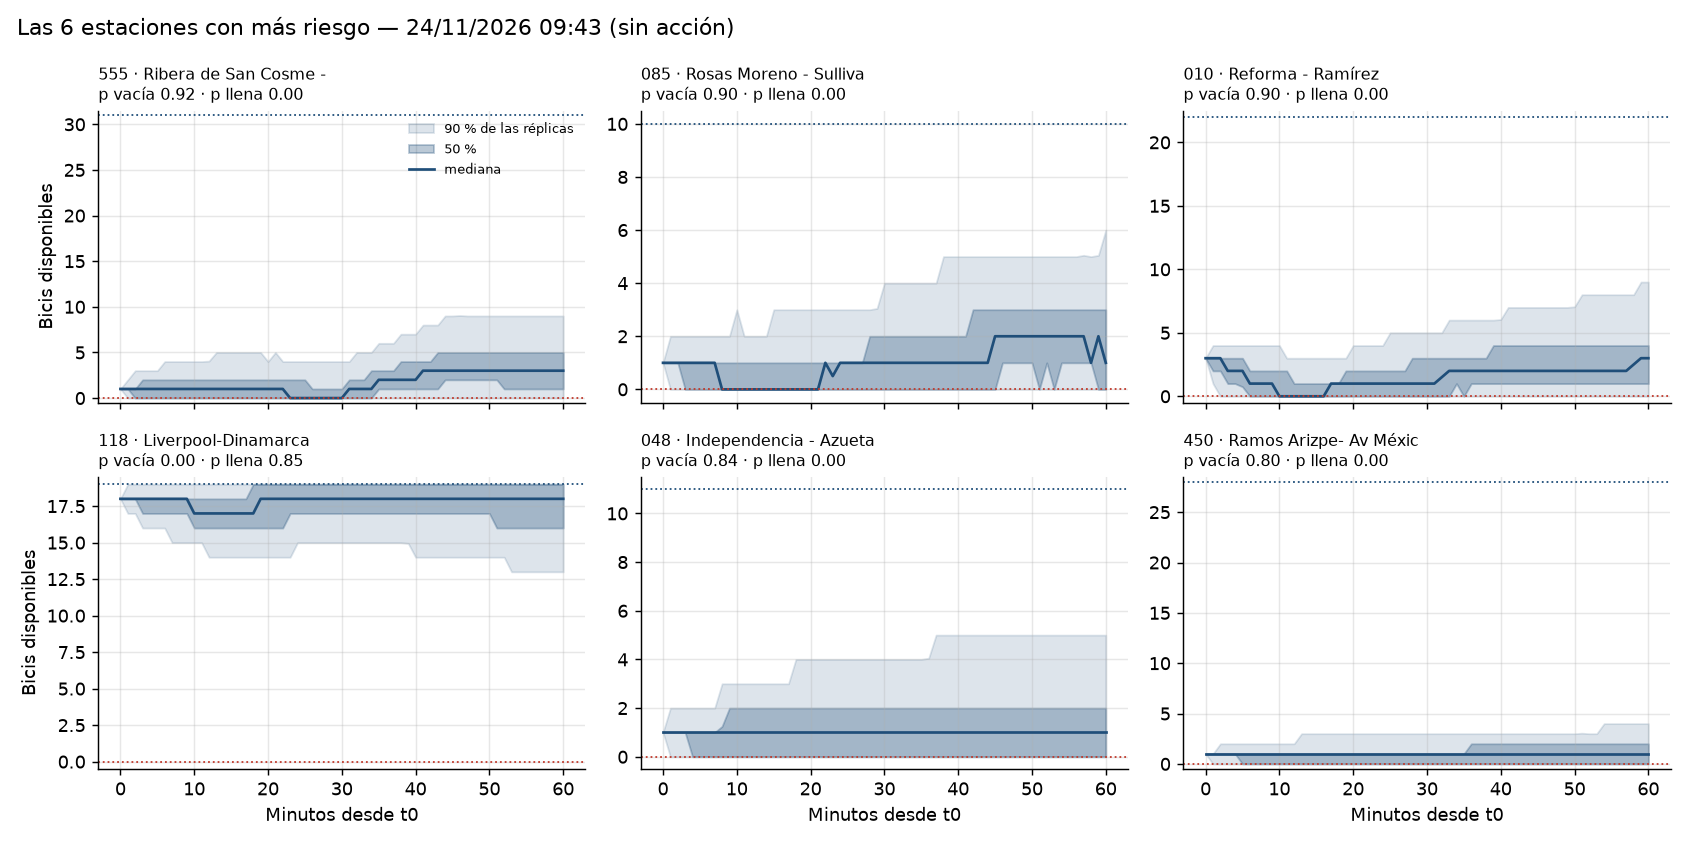 Las 6 estaciones con más riesgo — 24/11/2026 09:43 (sin acción)
555 · Ribera de San Cosme -
p vacía 0.92 · p llena 0.00
30
25
20
15
10
5
0
Bicis disponibles
90 % de las réplicas
50 %
mediana
085 · Rosas Moreno - Sulliva
p vacía 0.90 · p llena 0.00
10
8
6
4
2
0
010 · Reforma - Ramírez
p vacía 0.90 · p llena 0.00
20
15
10
5
0
118 · Liverpool-Dinamarca
p vacía 0.00 · p llena 0.85
17.5
15.0
12.5
10.0
7.5
5.0
2.5
0.0
Bicis disponibles
0 10 20 30 40 50 60
Minutos desde t0
048 · Independencia - Azueta
p vacía 0.84 · p llena 0.00
10
8
6
4
2
0
0 10 20 30 40 50 60
Minutos desde t0
450 · Ramos Arizpe- Av Méxic
p vacía 0.80 · p llena 0.00
25
20
15
10
5
0
0 10 20 30 40 50 60
Minutos desde t0